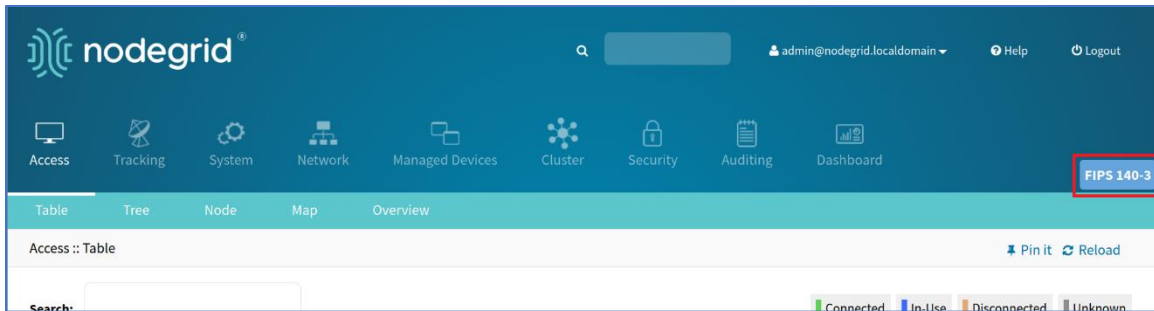 nodegrid®
admin@nodegrid.localdomain Help Logout
Access Tracking System Network Managed Devices Cluster Security Auditing Dashboard
FIPS 140-3
Table Tree Node Map Overview
Access :: Table Pin it Reload
Search: Connected In-Use Disconnected Unknown